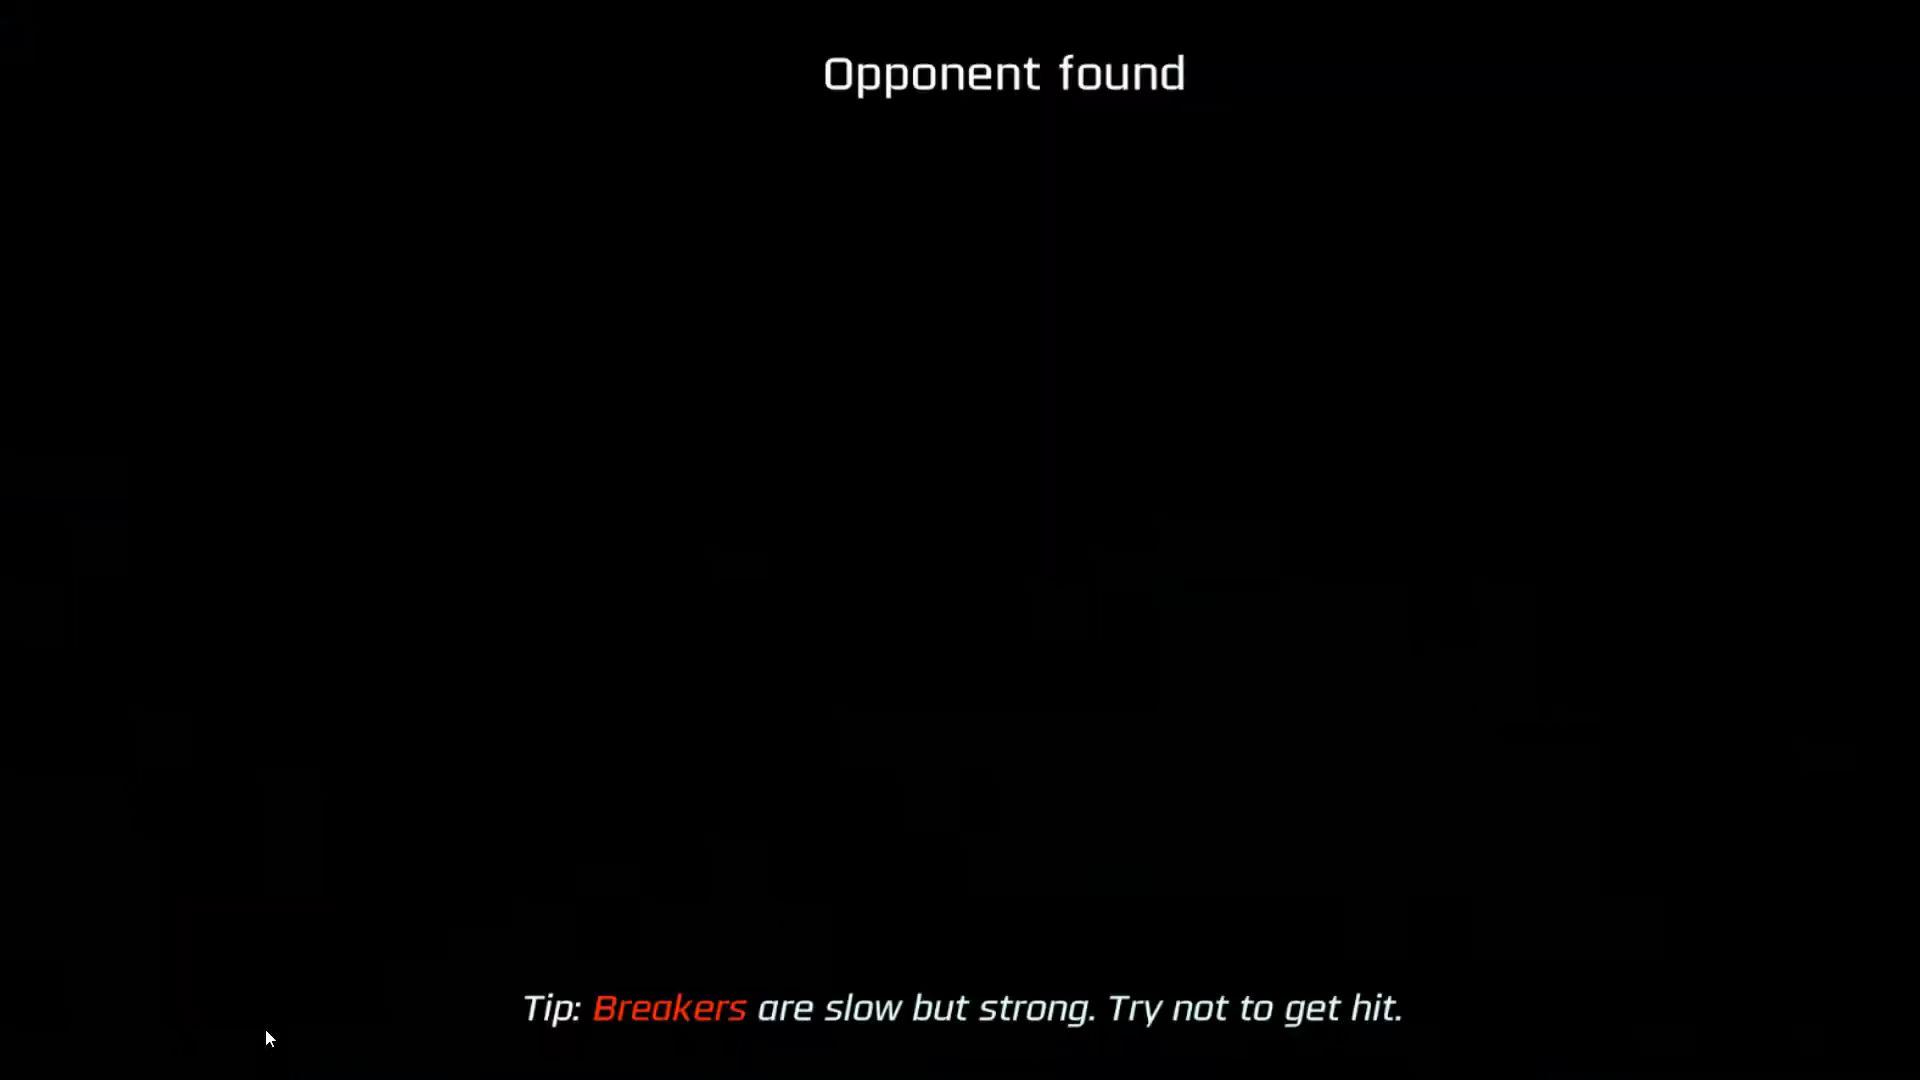 Opponent found
Tip: Breakers are slow but strong. Try not to get hit.